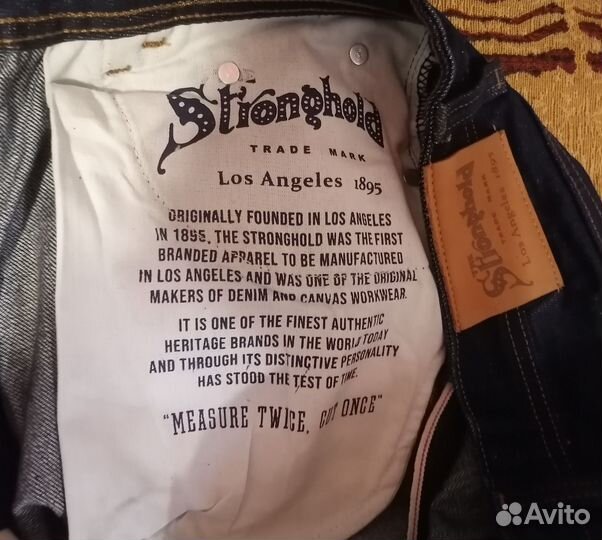 Stronghold
TRADE MARK
Los Angeles 1895
ORIGINALLY FOUNDED IN LOS ANGELES
IN 1895, THE STRONGHOLD WAS THE FIRST
BRANDED APPAREL TO BE MANUFACTURED
IN LOS ANGELES AND WAS ONE OF THE ORIGINAL
MAKERS OF DENIM AND CANVAS WORKWEAR.
IT IS ONE OF THE FINEST AUTHENTIC
HERITAGE BRANDS IN THE WORLD TODAY
AND THROUGH ITS DISTINCTIVE PERSONALITY
HAS STOOD THE TEST OF TIME.
"MEASURE TWICE, CUT ONCE"
THE
Stronghold
TRADE MARK
Los Angeles 1895
Avito